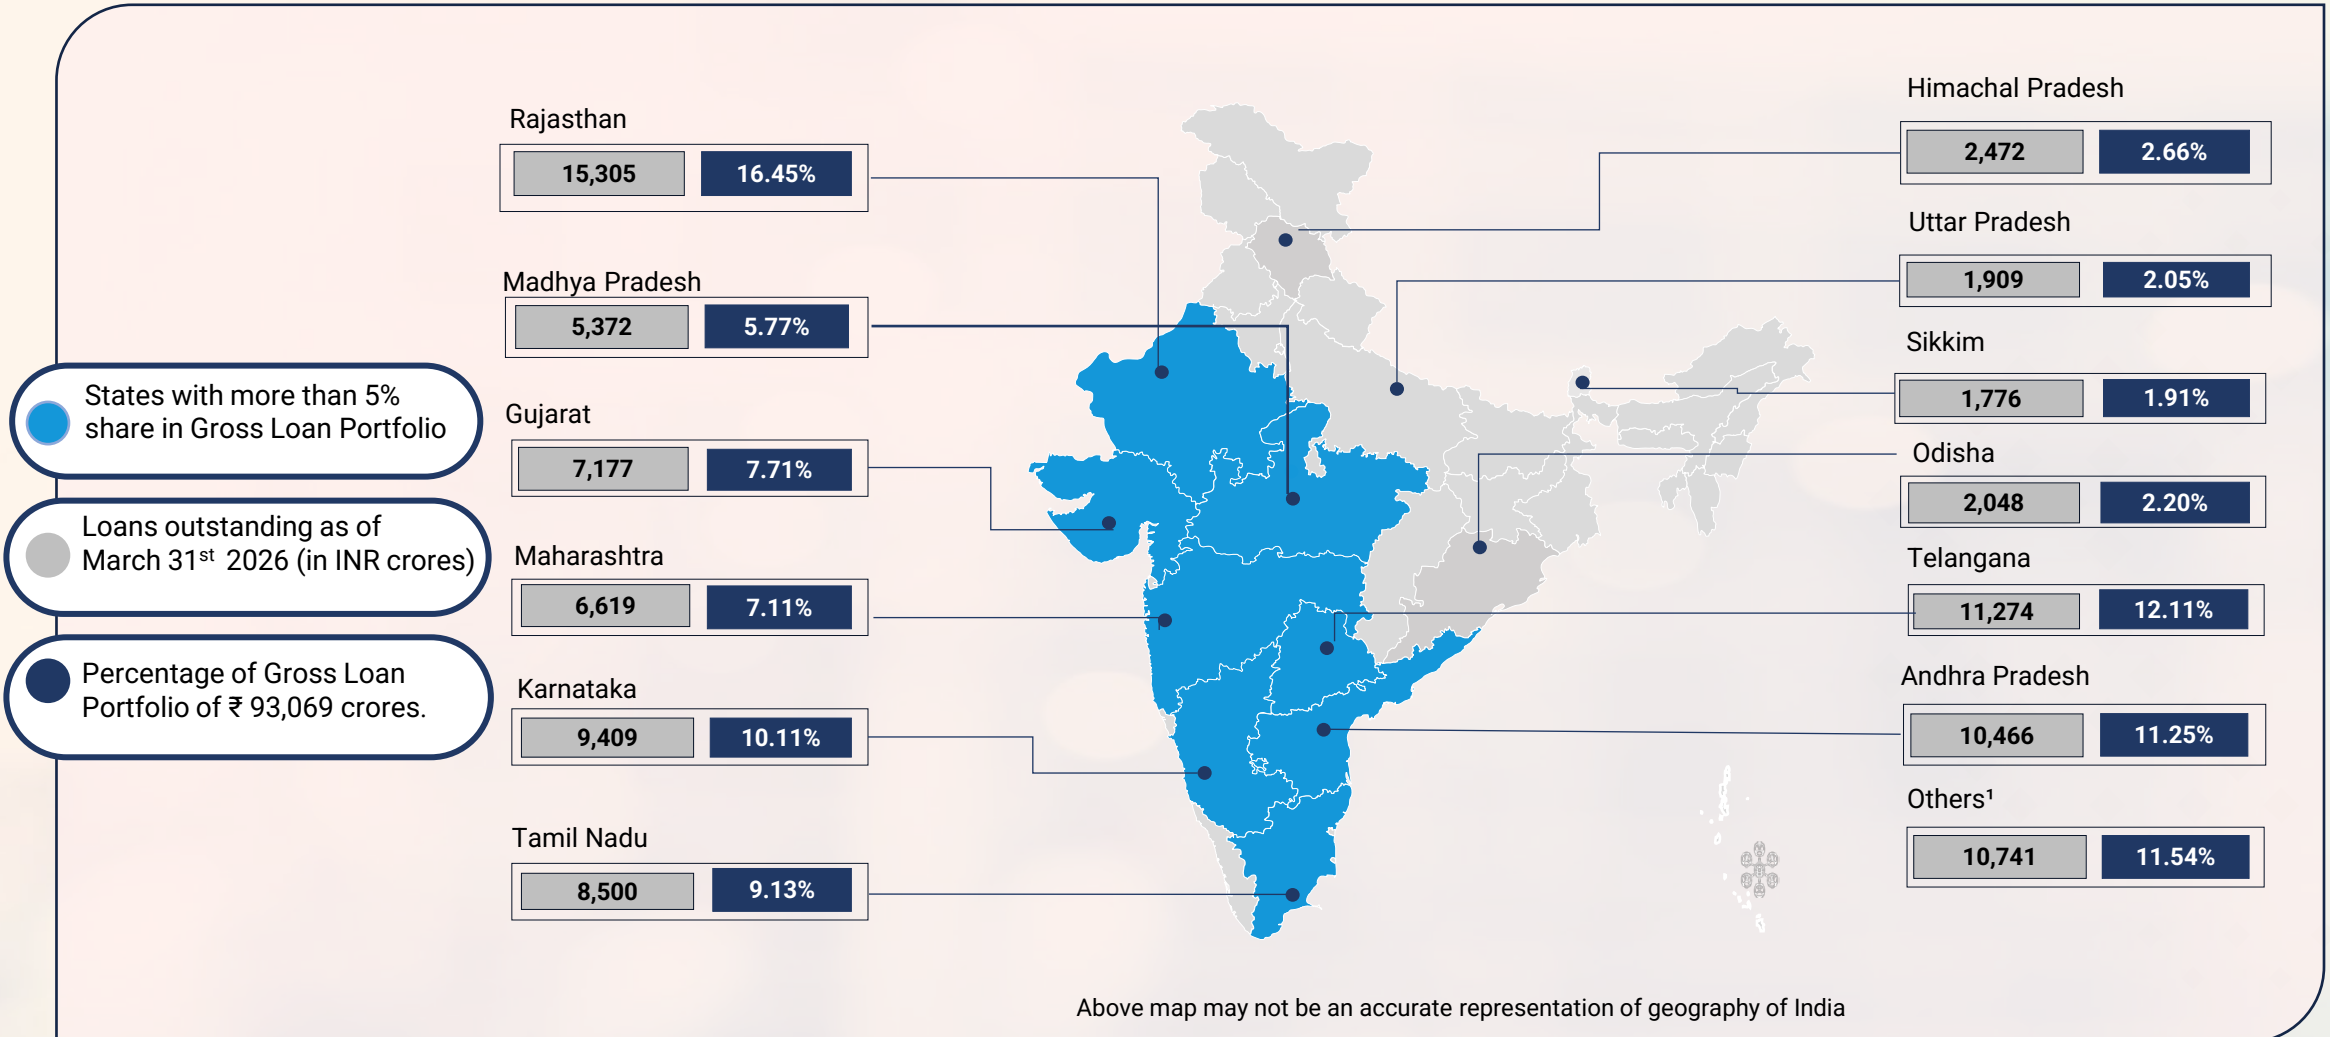 Rajasthan
15,305 16.45%
Madhya Pradesh
5,372 5.77%
Gujarat
7,177 7.71%
Maharashtra
6,619 7.11%
Karnataka
9,409 10.11%
Tamil Nadu
8,500 9.13%
States with more than 5%
share in Gross Loan Portfolio
Loans outstanding as of
March 31st 2026 (in INR crores)
Percentage of Gross Loan
Portfolio of ₹ 93,069 crores.
Himachal Pradesh
2,472 2.66%
Uttar Pradesh
1,909 2.05%
Sikkim
1,776 1.91%
Odisha
2,048 2.20%
Telangana
11,274 12.11%
Andhra Pradesh
10,466 11.25%
Others¹
10,741 11.54%
Above map may not be an accurate representation of geography of India